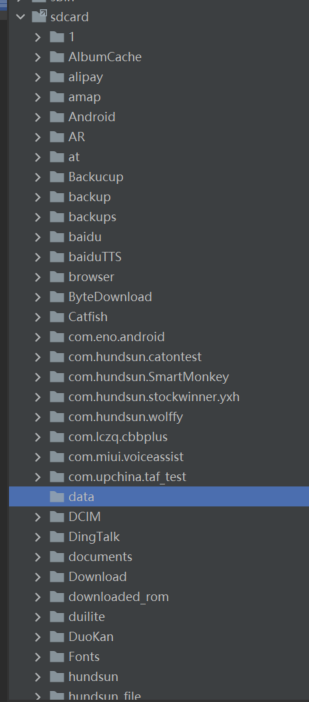 sdcard
1
AlbumCache
alipay
amap
Android
AR
at
Backucup
backup
backups
baidu
baiduTTS
browser
ByteDownload
Catfish
com.eno.android
com.hundsun.catontest
com.hundsun.SmartMonkey
com.hundsun.stockwinner.yxh
com.hundsun.wolffy
com.lczq.cbbplus
com.miui.voiceassist
com.upchina.taf_test
data
DCIM
DingTalk
documents
Download
downloaded_rom
duilite
DuoKan
Fonts
hundsun
hundsun_file